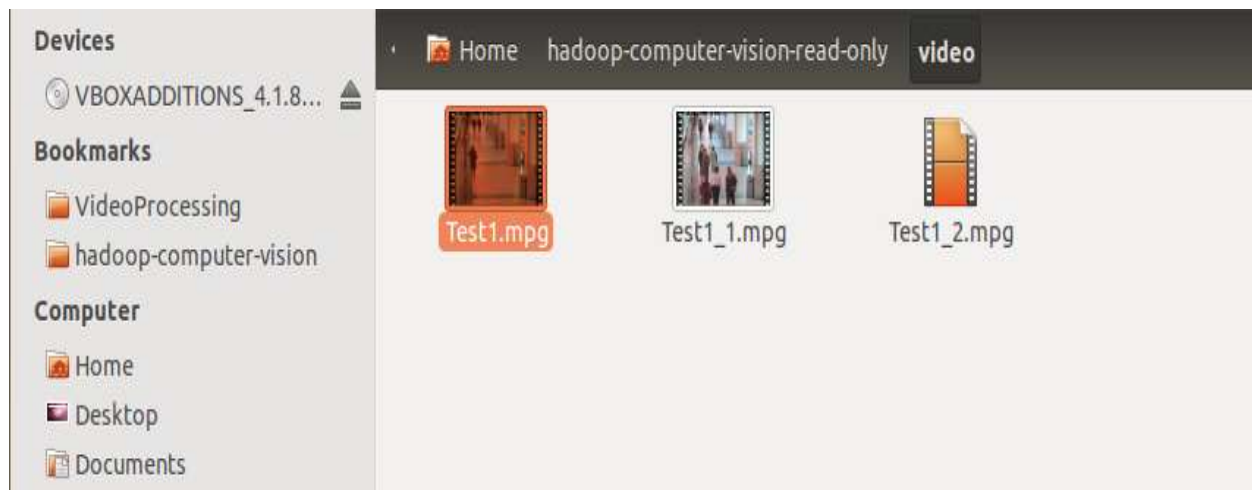 Devices
VBOXADDITIONS_4.1.8...
Bookmarks
VideoProcessing
hadoop-computer-vision
Computer
Home
Desktop
Documents
Home hadoop-computer-vision-read-only video
Test1.mpg Test1_1.mpg Test1_2.mpg